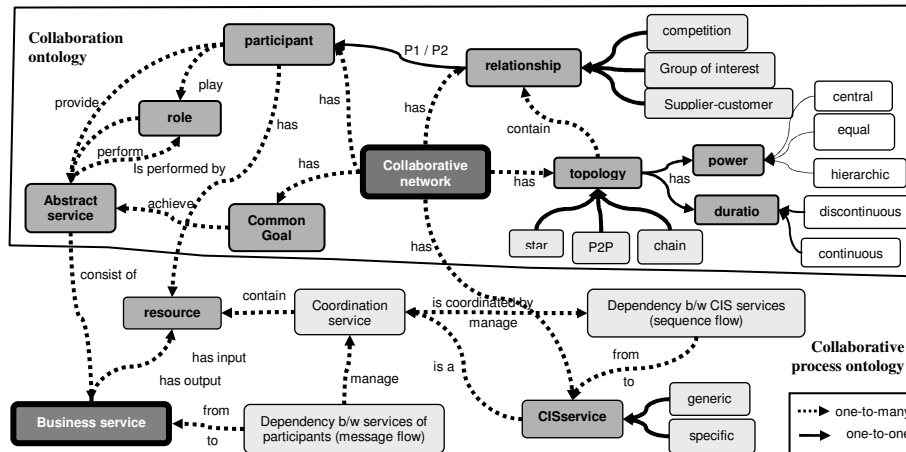 Collaboration
ontology
participant
P1 / P2
relationship
competition
Group of interest
Supplier-customer
provide
play
has
has
has
role
perform
Is performed by
contain
central
equal
hierarchic
power
Collaborative
network
has
topology
has
duratio
discontinuous
continuous
Abstract
service
achieve
has
Common
Goal
has
star
P2P
chain
consist of
resource
contain
Coordination
service
is coordinated by
manage
Dependency b/w CIS services
(sequence flow)
Collaborative
process ontology
has input
has output
manage
is a
from
to
Business service
from
to
Dependency b/w services of
participants (message flow)
CISservice
generic
specific
one-to-many
one-to-one